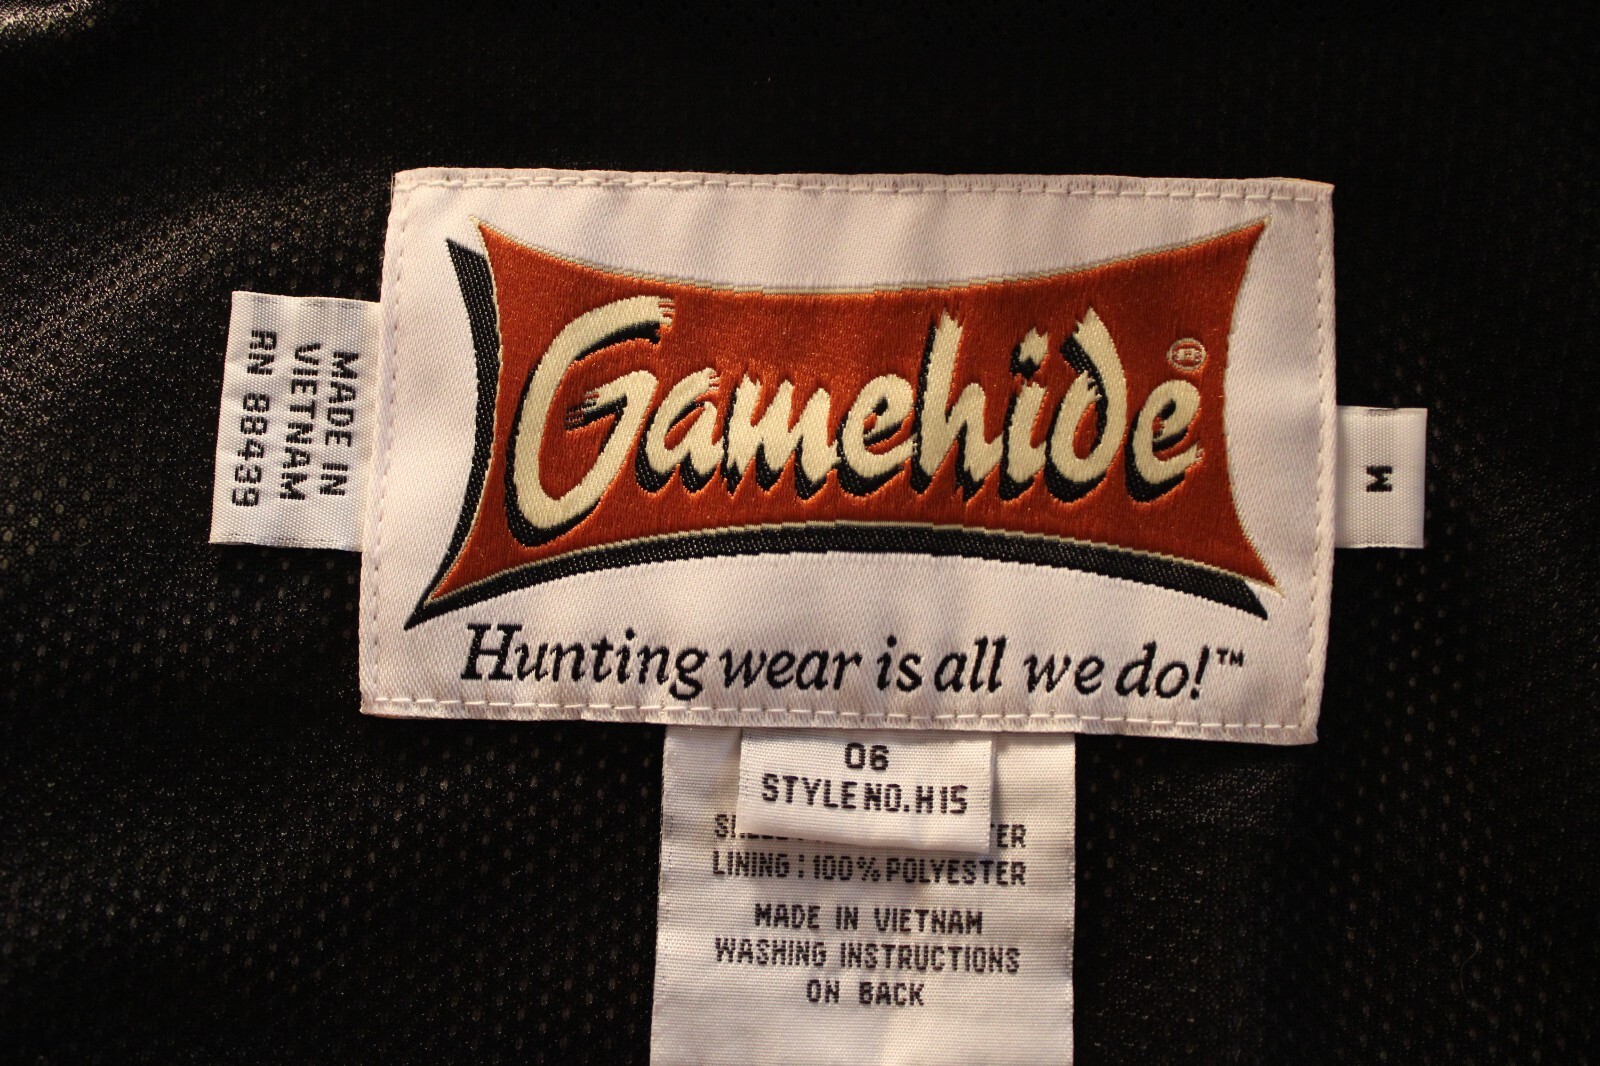 MADE IN
VIETNAM
RN 88439
Gamehide®
Hunting wear is all we do!™
M
06
STYLE NO. H15
LINING : 100% POLYESTER
MADE IN VIETNAM
WASHING INSTRUCTIONS
ON BACK